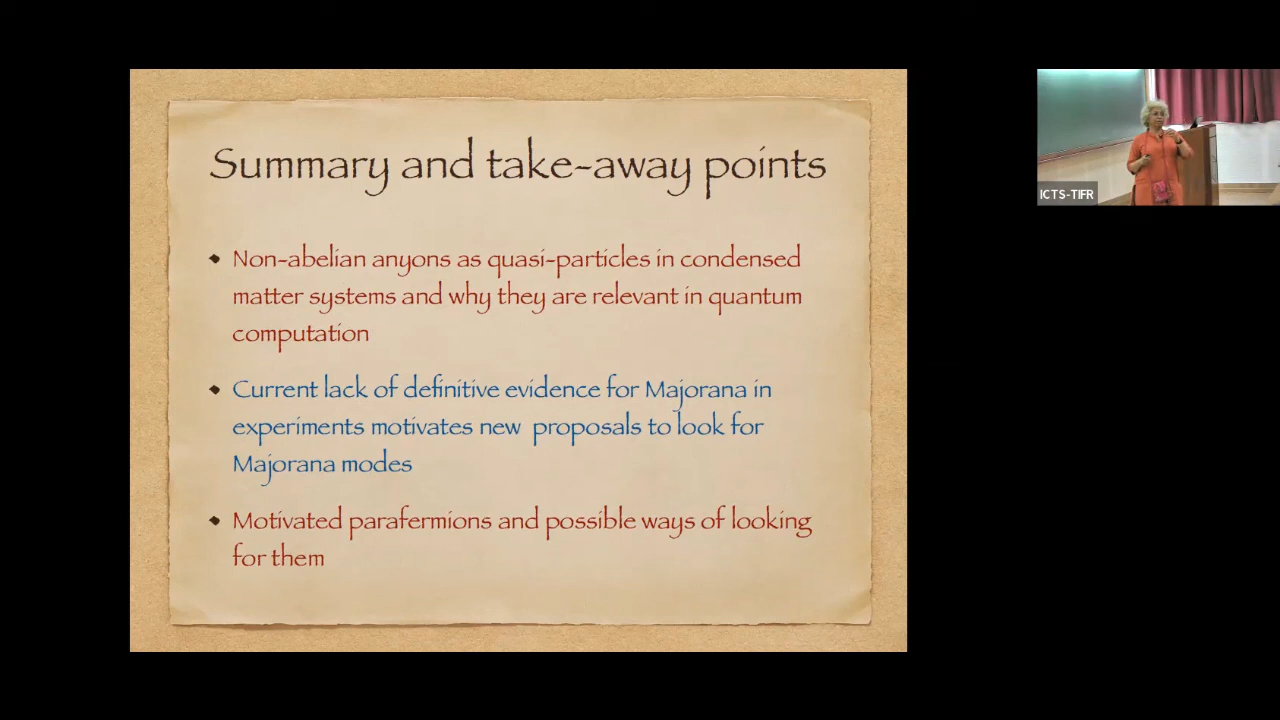 Summary and take-away points
Non-abelian anyons as quasi-particles in condensed
matter systems and why they are relevant in quantum
computation
Current lack of definitive evidence for Majorana in
experiments motivates new proposals to look for
Majorana modes
Motivated parafermions and possible ways of looking
for them
ICTS-TIFR